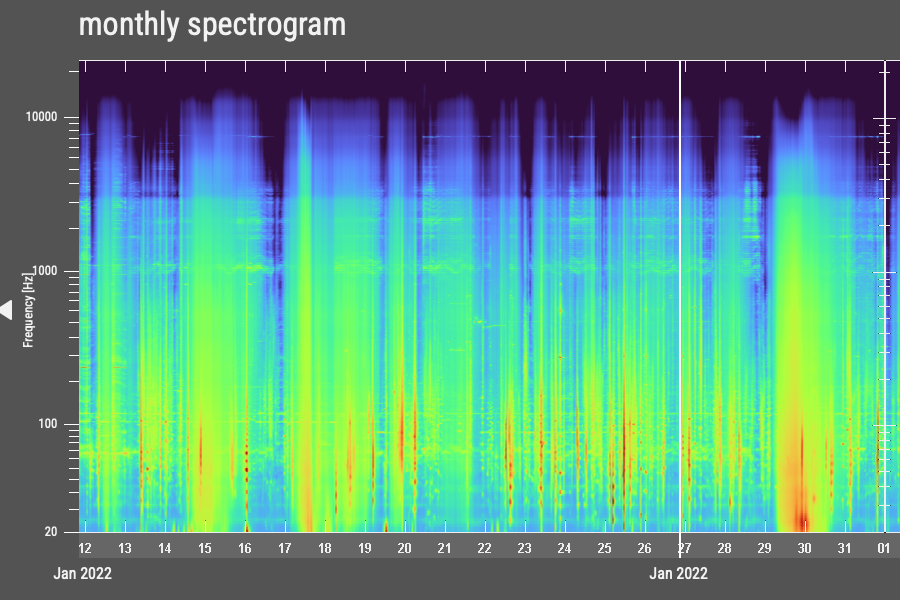 monthly spectrogram
10000
1000
Frequency [Hz]
100
20
12 13 14 15 16 17 18 19 20 21 22 23 24 25 26 27 28 29 30 31 01
Jan 2022 Jan 2022